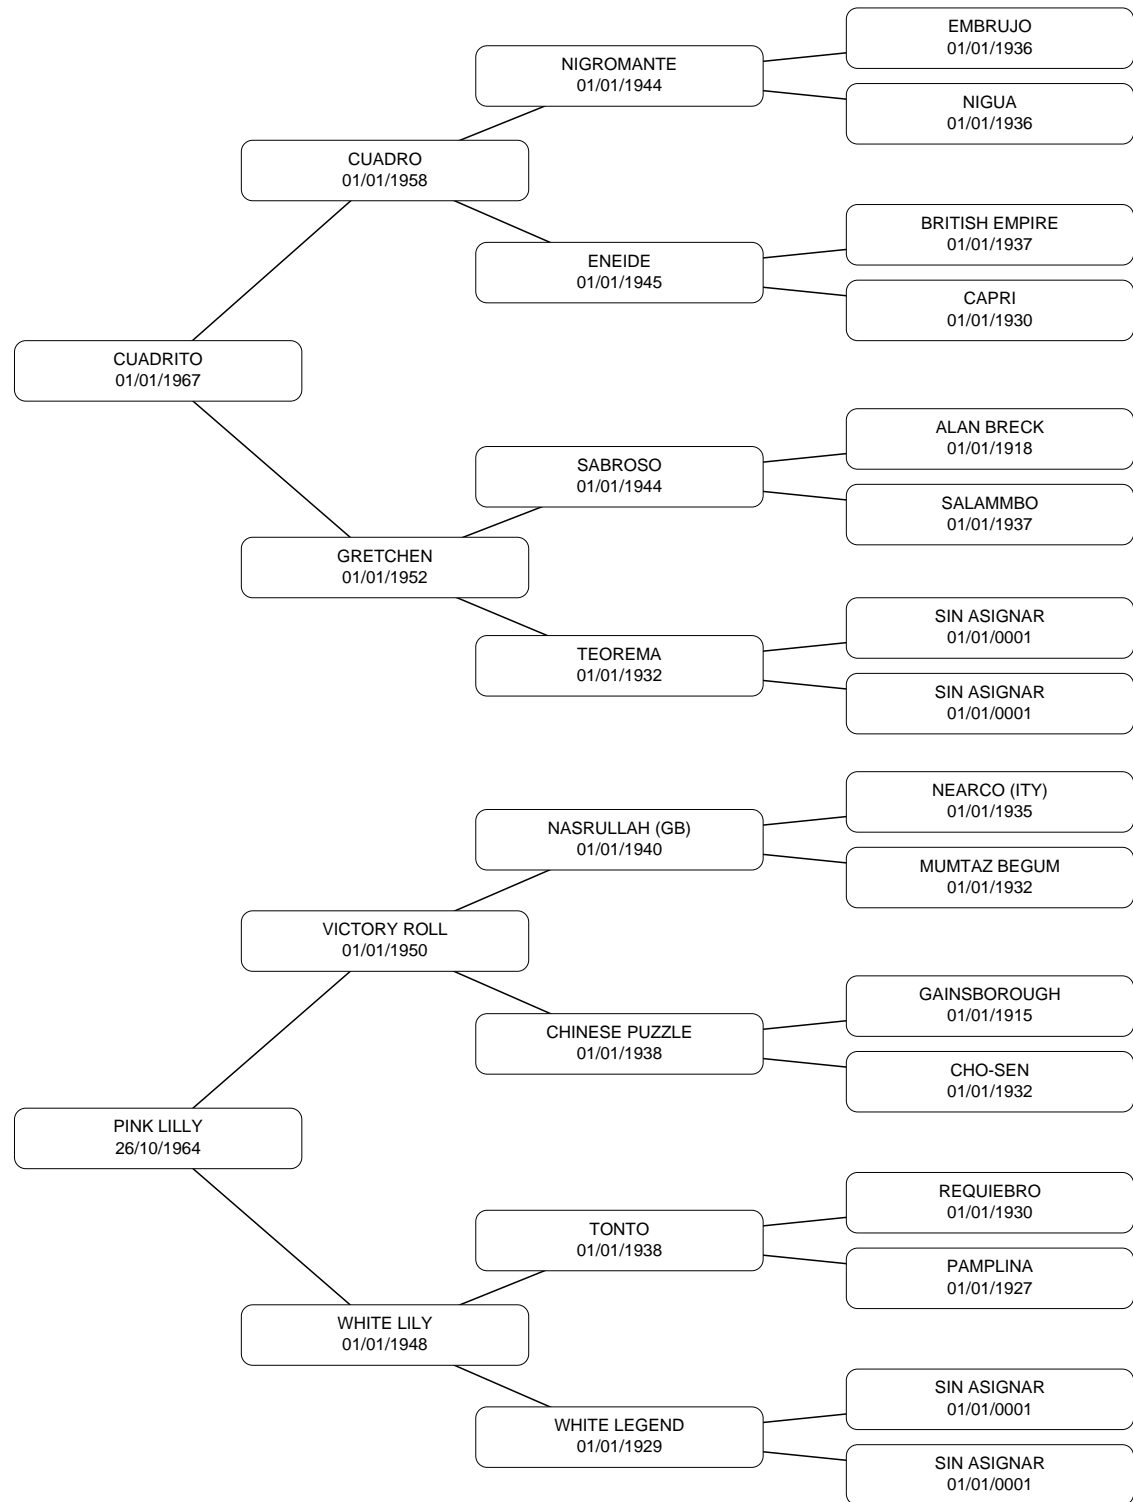 EMBRUJO
01/01/1936
NIGROMANTE
01/01/1944
NIGUA
01/01/1936
CUADRO
01/01/1958
BRITISH EMPIRE
01/01/1937
ENEIDE
01/01/1945
CAPRI
01/01/1930
CUADRITO
01/01/1967
ALAN BRECK
01/01/1918
SABROSO
01/01/1944
SALAMMBO
01/01/1937
GRETCHEN
01/01/1952
SIN ASIGNAR
01/01/0001
TEOREMA
01/01/1932
SIN ASIGNAR
01/01/0001
NEARCO (ITY)
01/01/1935
NASRULLAH (GB)
01/01/1940
MUMTAZ BEGUM
01/01/1932
VICTORY ROLL
01/01/1950
GAINSBOROUGH
01/01/1915
CHINESE PUZZLE
01/01/1938
CHO-SEN
01/01/1932
PINK LILLY
26/10/1964
REQUIEBRO
01/01/1930
TONTO
01/01/1938
PAMPLINA
01/01/1927
WHITE LILY
01/01/1948
SIN ASIGNAR
01/01/0001
WHITE LEGEND
01/01/1929
SIN ASIGNAR
01/01/0001